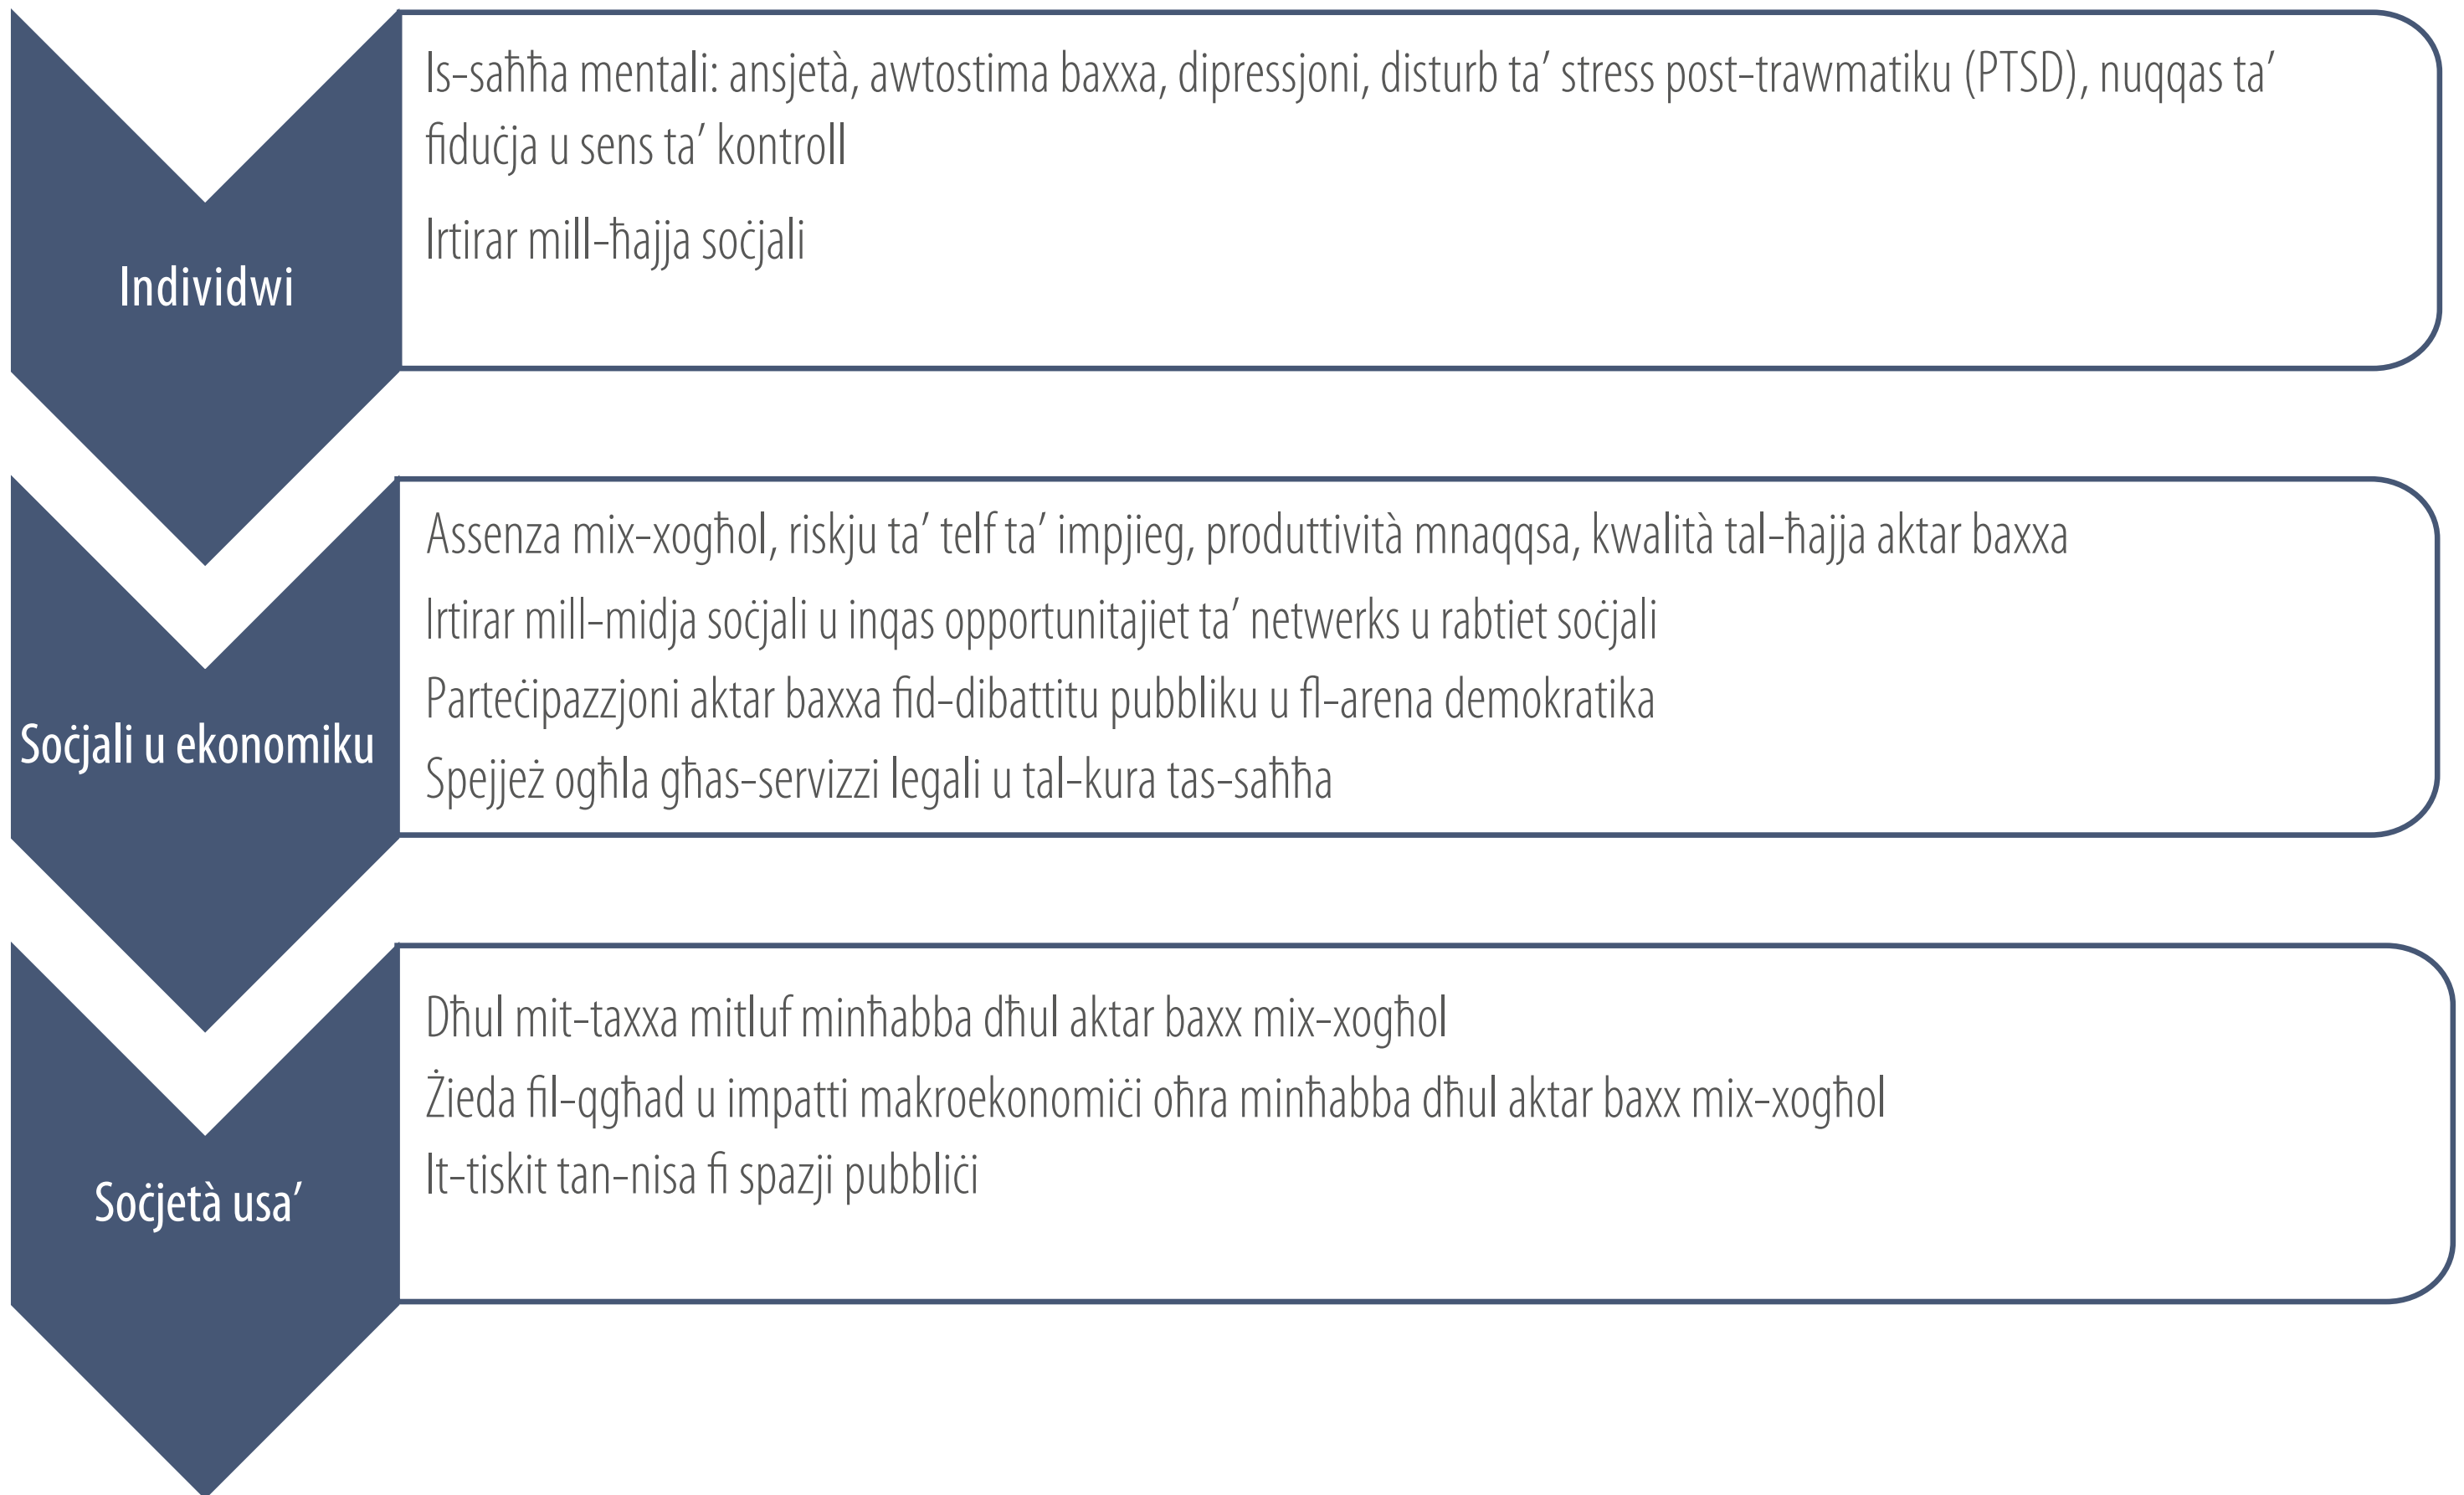 Individwi
Is-saħħa mentali: ansjetà, awtostima baxxa, dipressjoni, disturb ta’ stress post-trawmatiku (PTSD), nuqqas ta’
fiduċja u sens ta’ kontroll
Irtirar mill-ħajja soċjali
Soċjali u ekonomiku
Assenza mix-xogħol, riskju ta’ telf ta’ impjieg, produttività mnaqqsa, kwalità tal-ħajja aktar baxxa
Irtirar mill-midja soċjali u inqas opportunitajiet ta’ netwerks u rabtiet soċjali
Parteċipazzjoni aktar baxxa fid-dibattitu pubbliku u fl-arena demokratika
Spejjeż ogħla għas-servizzi legali u tal-kura tas-saħħa
Soċjetà usa’
Dħul mit-taxxa mitluf minħabba dħul aktar baxx mix-xogħol
Żieda fil-qgħad u impatti makroekonomiċi oħra minħabba dħul aktar baxx mix-xogħol
It-tiskit tan-nisa fi spazji pubbliċi